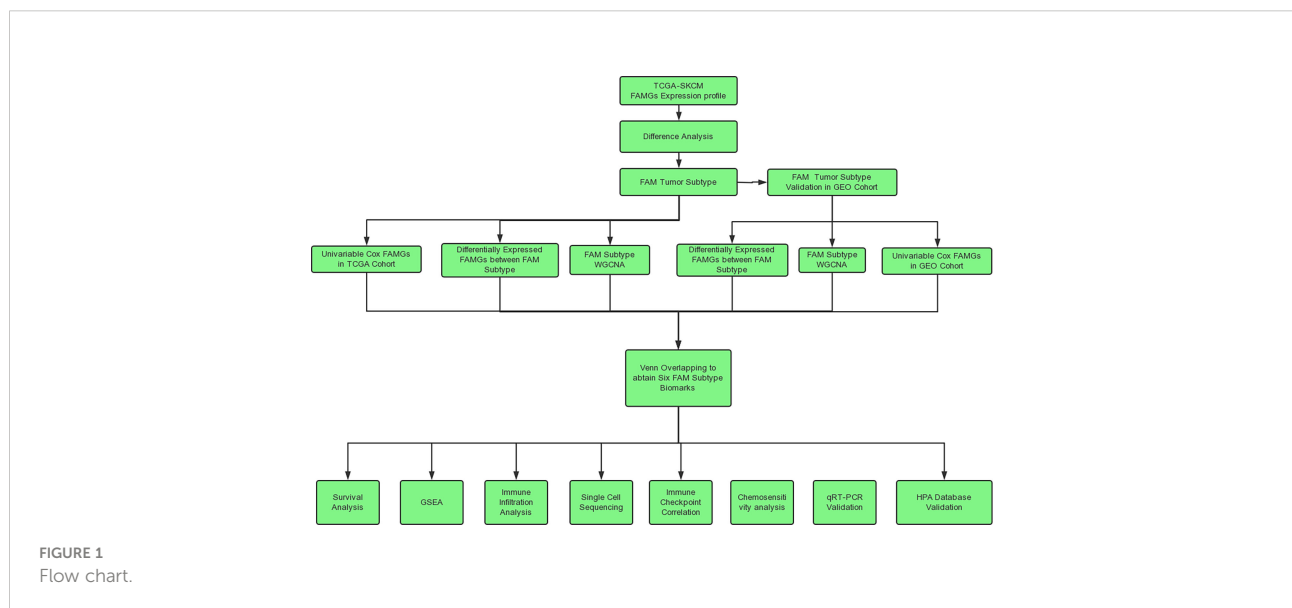 TCGA-SKCM
FAMGs Expression profile
Difference Analysis
FAM Tumor Subtype
FAM Tumor Subtype
Validation in GEO Cohort
Univariable Cox FAMGs
in TCGA Cohort
Differentially Expressed
FAMGs between FAM
Subtype
FAM Subtype
WGCNA
Differentially Expressed
FAMGs between FAM
Subtype
FAM Subtype
WGCNA
Univariable Cox FAMGs
in GEO Cohort
Venn Overlapping to
abtain Six FAM Subtype
Biomarks
Survival
Analysis
GSEA
Immune
Infiltration
Analysis
Single Cell
Sequencing
Immune
Checkpoint
Correlation
Chemosensiti
vity analysis
qRT-PCR
Validation
HPA Database
Validation
FIGURE 1
Flow chart.